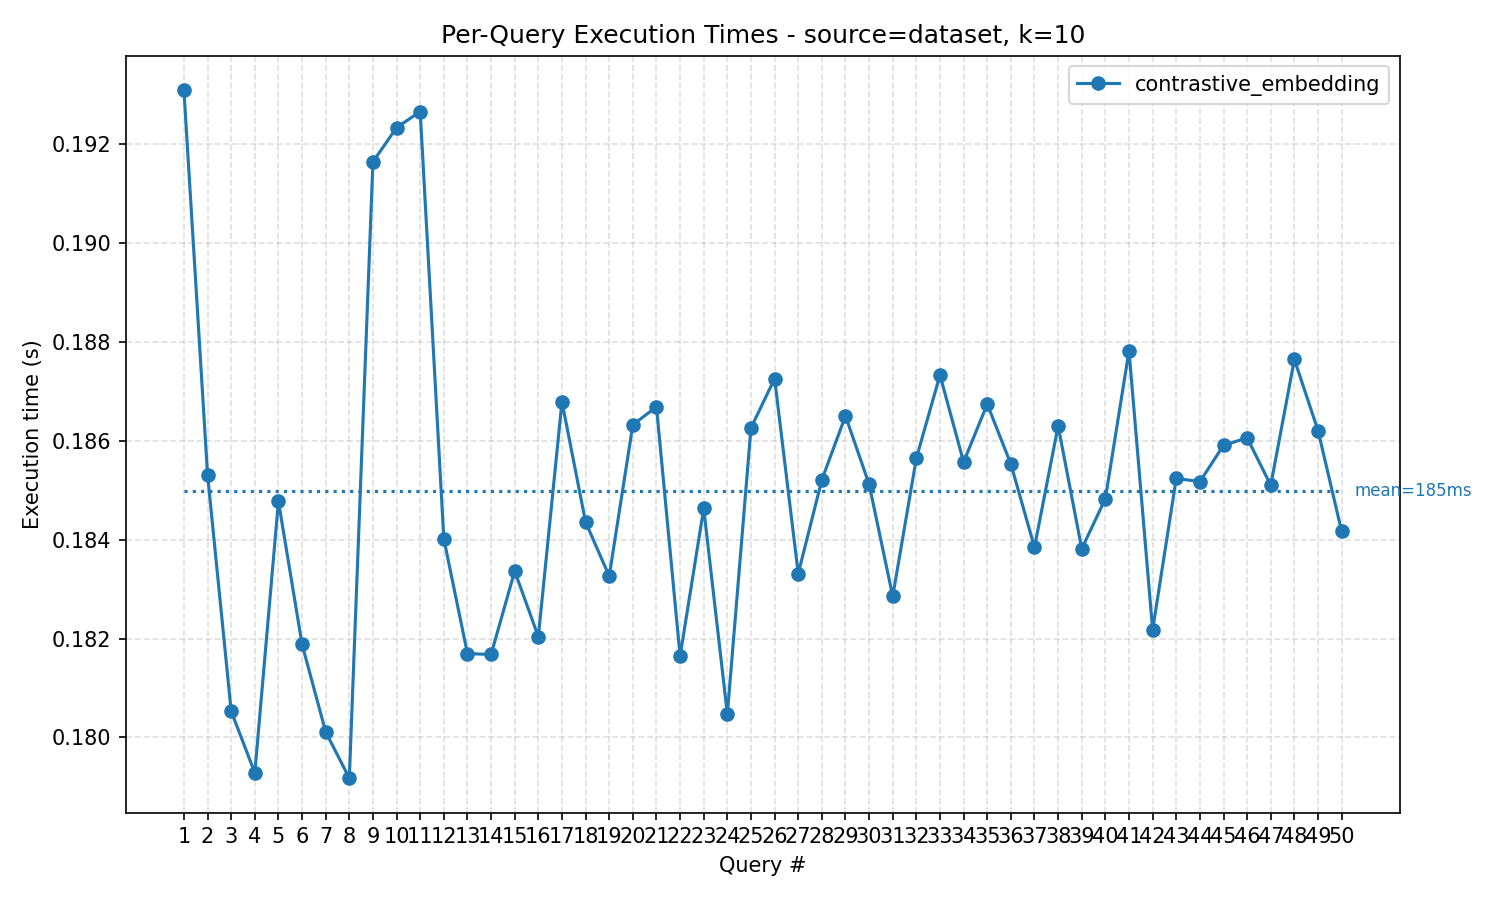 Per-Query Execution Times - source=dataset, k=10
contrastive_embedding
0.192
0.190
0.188
0.186
0.184
0.182
0.180
Execution time (s)
mean=185ms
1 2 3 4 5 6 7 8 9 10 11 12 13 14 15 16 17 18 19 20 21 22 23 24 25 26 27 28 29 30 31 32 33 34 35 36 37 38 39 40 41 42 43 44 45 46 47 48 49 50
Query #